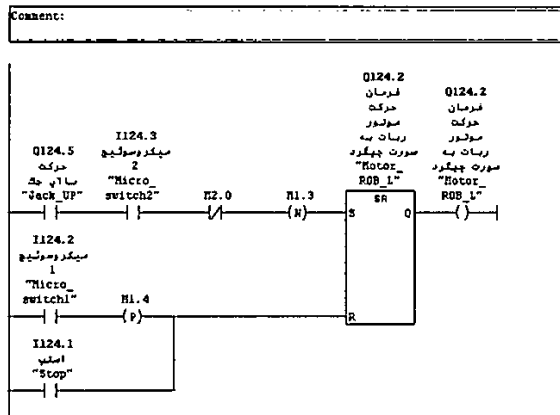 Comment:
Q124.2
فرمان
حرکت
موتور
ربات به
صورت چپگرد
"Motor_
ROB_L"
Q124.2
فرمان
حرکت
موتور
ربات به
صورت چپگرد
"Motor_
ROB_L"
Q124.5
حرکت
جک
"Jack_UP"
I124.3
میکروسوئیچ
2
"Micro_
switch2"
M2.0
M1.3
N
SR
S
Q
I124.2
میکروسوئیچ
1
"Micro_
switch1"
M1.4
P
R
I124.1
استپ
"Stop"